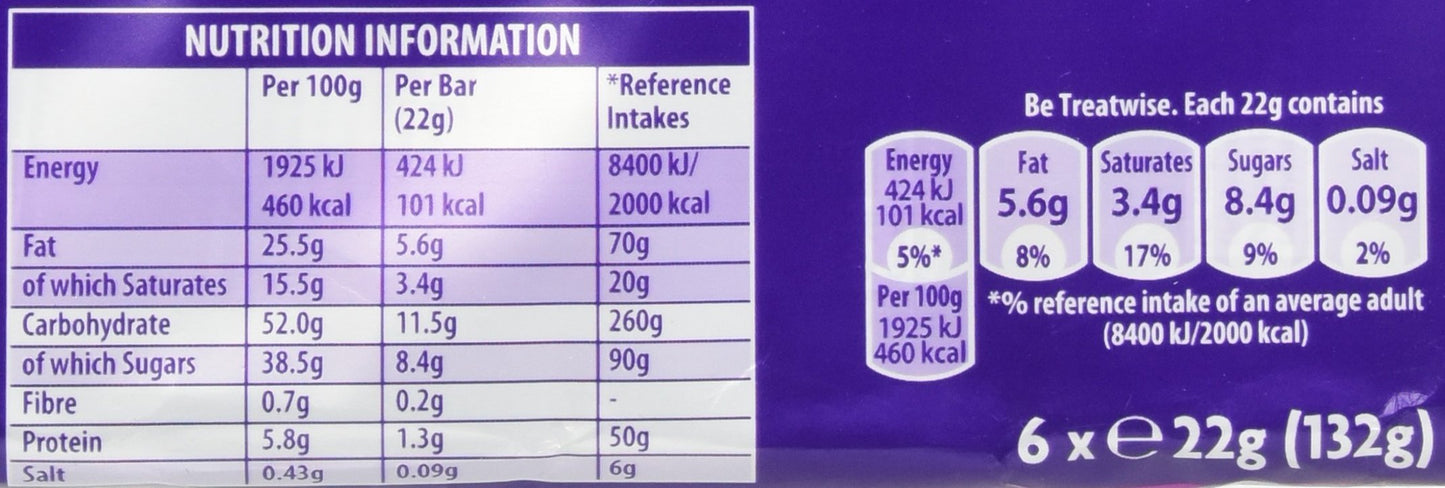 NUTRITION INFORMATION
Per 100g Per Bar (22g) *Reference Intakes
Energy 1925 kJ 424 kJ 8400 kJ/
460 kcal 101 kcal 2000 kcal
Fat 25.5g 5.6g 70g
of which Saturates 15.5g 3.4g 20g
Carbohydrate 52.0g 11.5g 260g
of which Sugars 38.5g 8.4g 90g
Fibre 0.7g 0.2g -
Protein 5.8g 1.3g 50g
Salt 0.43g 0.09g 6g
Be Treatwise. Each 22g contains
Energy
424 kJ
101 kcal
5%*
Per 100g
1925 kJ
460 kcal
Fat
5.6g
8%
Saturates
3.4g
17%
Sugars
8.4g
9%
Salt
0.09g
2%
*% reference intake of an average adult
(8400 kJ/2000 kcal)
6 x ℮ 22g (132g)